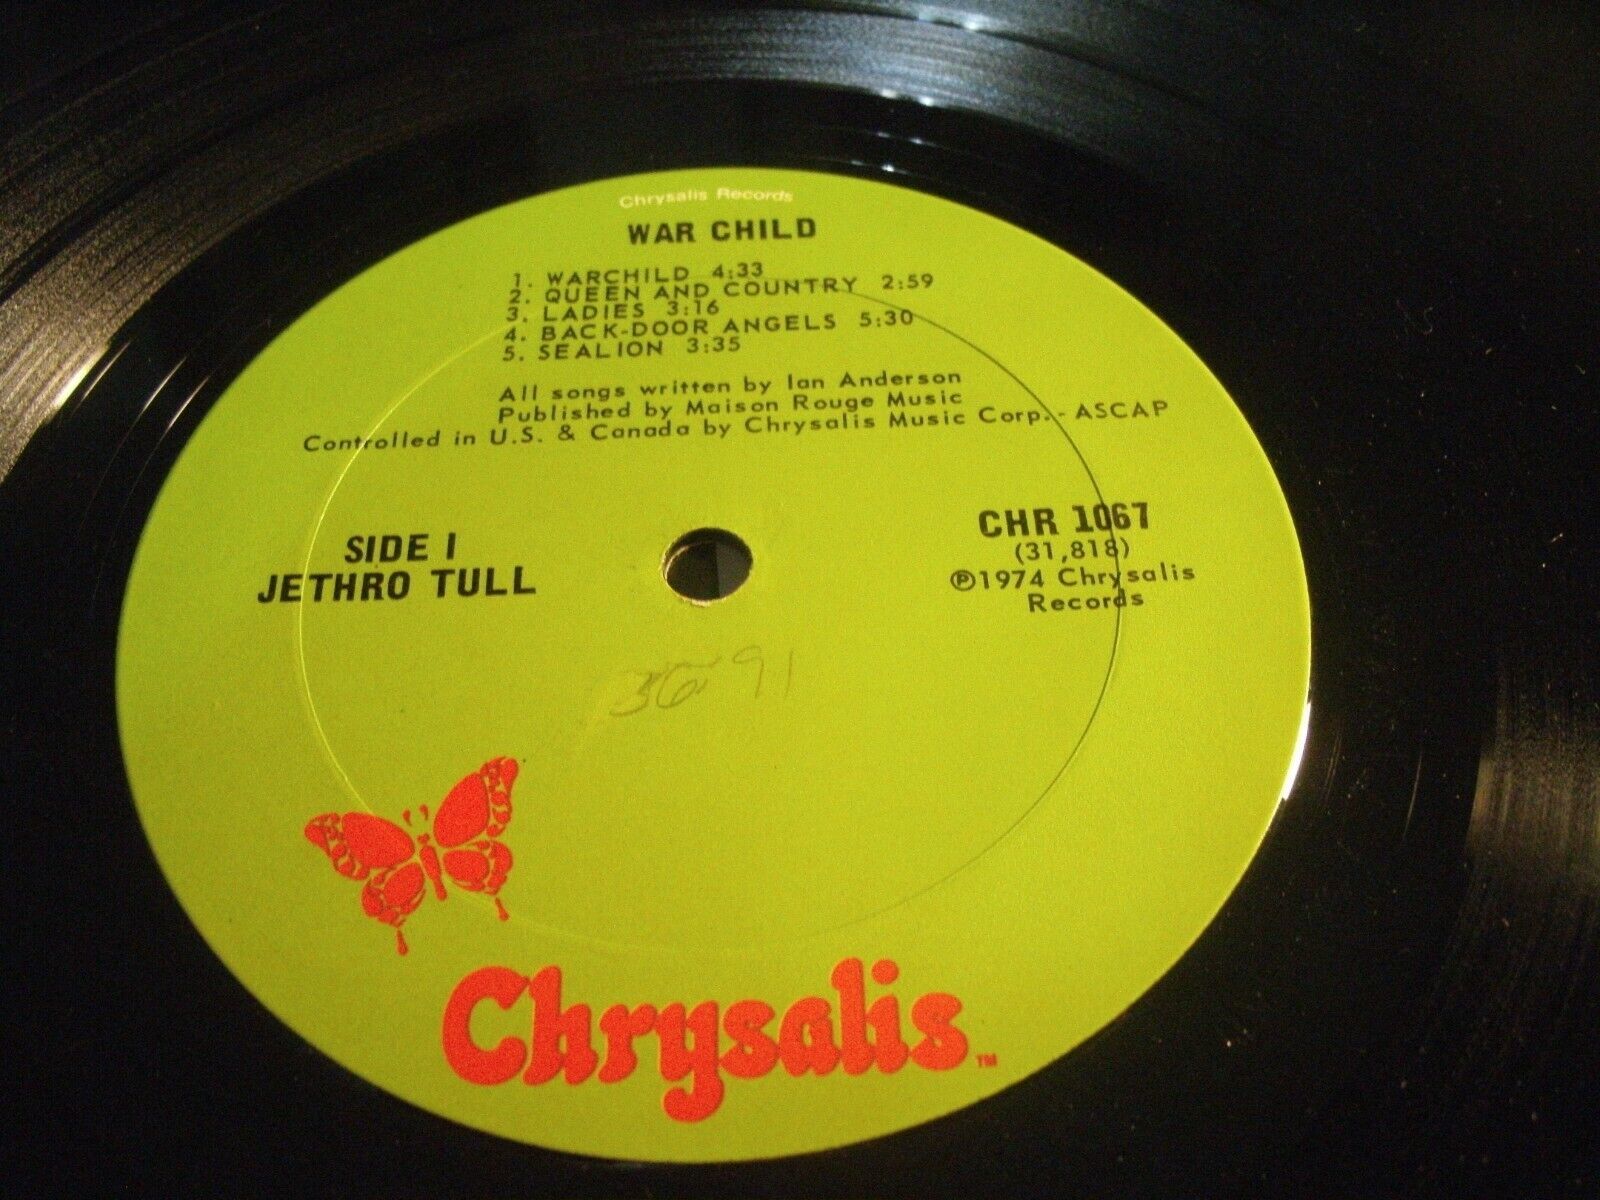 Chrysalis Records
WAR CHILD
1. WARCHILD 4:33
2. QUEEN AND COUNTRY 2:59
3. LADIES 3:16
4. BACK-DOOR ANGELS 5:30
5. SEALION 3:35
All songs written by Ian Anderson
Published by Maison Rouge Music
Controlled in U.S. & Canada by Chrysalis Music Corp. - ASCAP
SIDE 1
JETHRO TULL
CHR 1067
(31,818)
℗1974 Chrysalis
Records
Chrysalis™